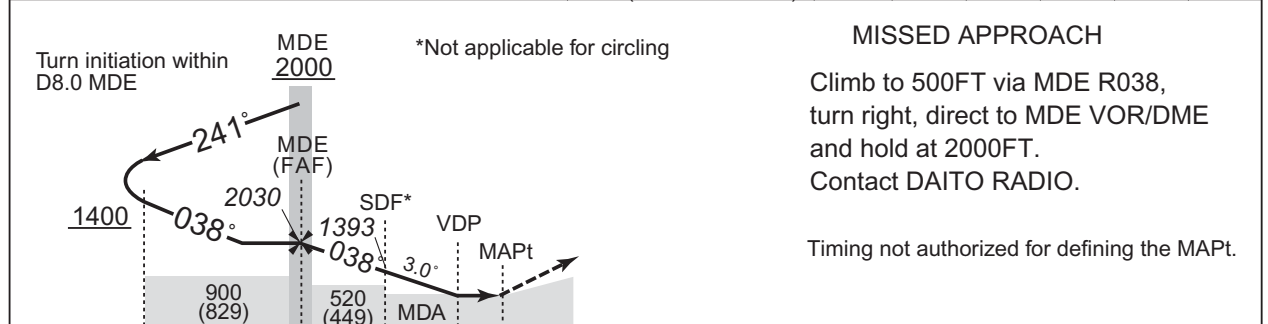 Turn initiation within
D8.0 MDE
MDE
2000
*Not applicable for circling
241°
MDE
(FAF)
2030
SDF*
1400
038°
1393
038°
3.0°
VDP
MAPt
900
(829)
520
(449)
MDA
MISSED APPROACH
Climb to 500FT via MDE R038,
turn right, direct to MDE VOR/DME
and hold at 2000FT.
Contact DAITO RADIO.
Timing not authorized for defining the MAPt.